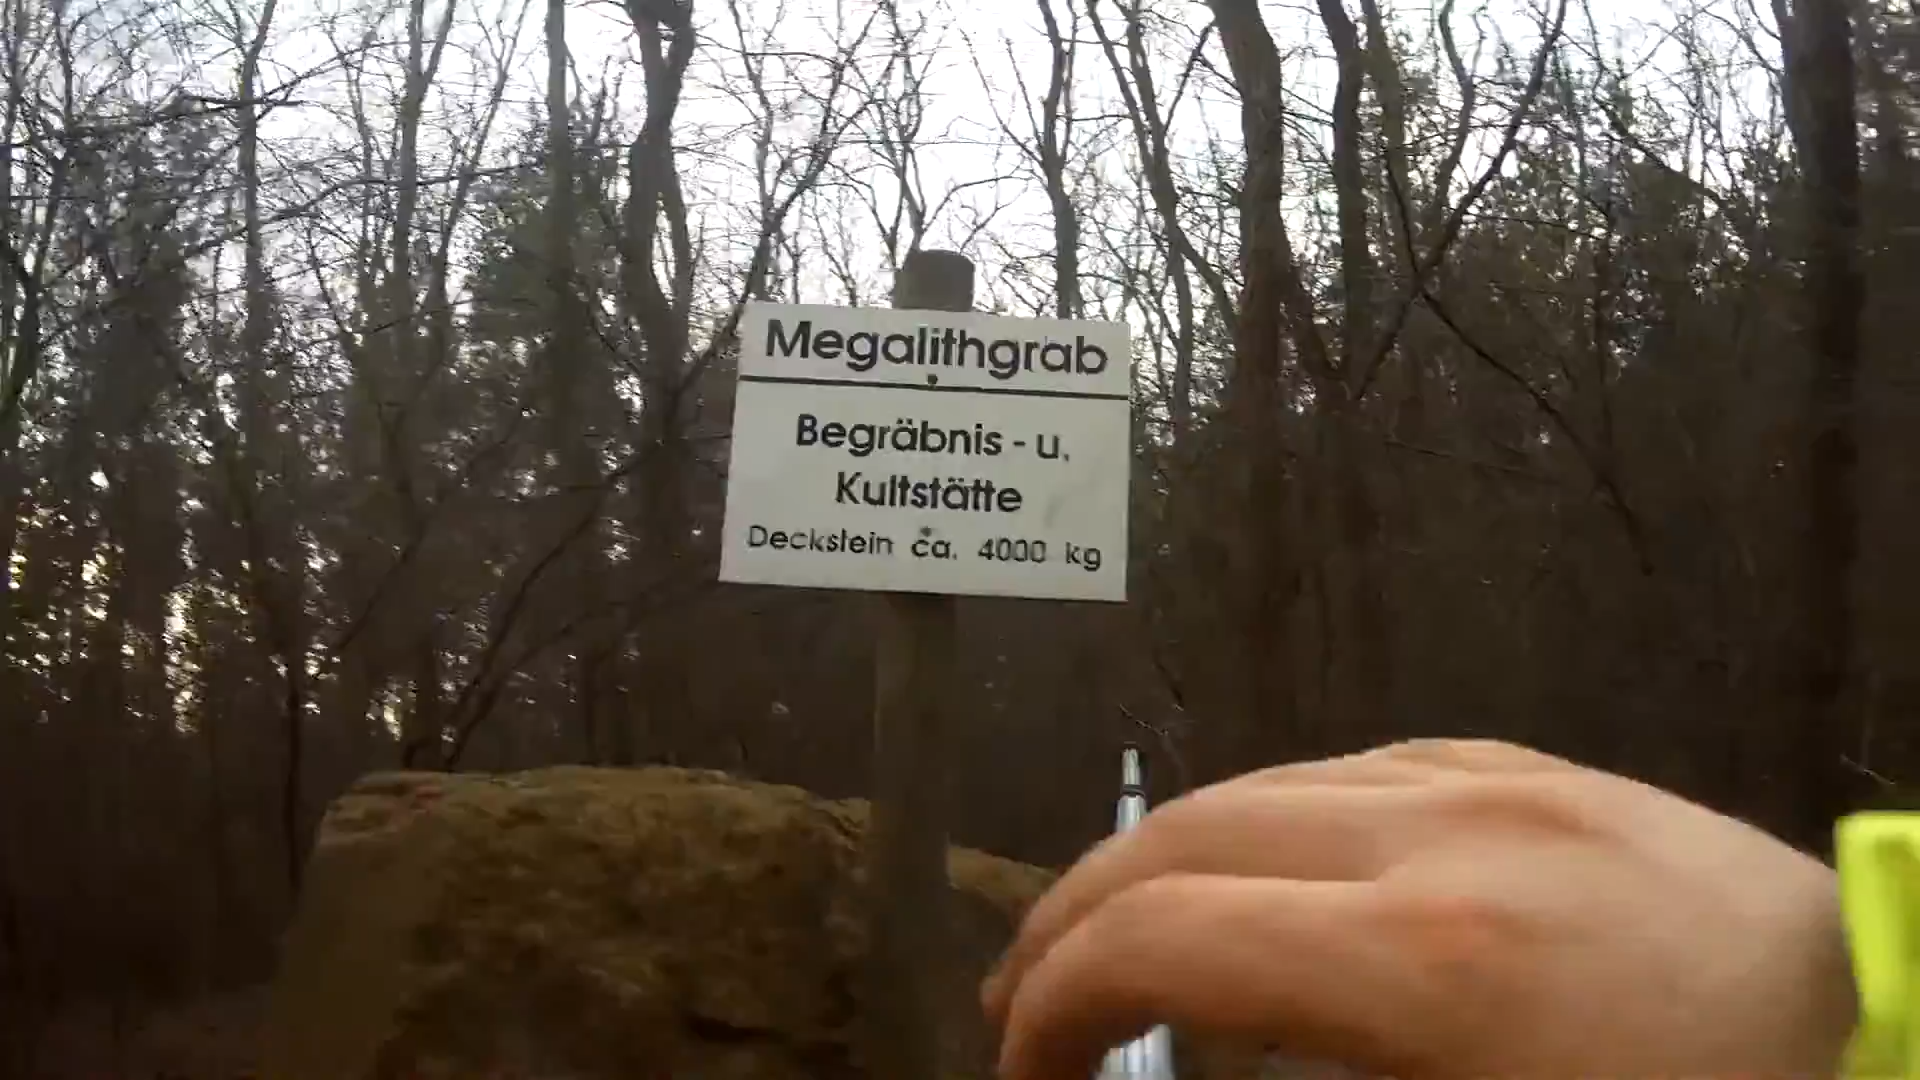 Megalithgrab
Begräbnis - u.
Kultstätte
Deckstein ca. 4000 kg